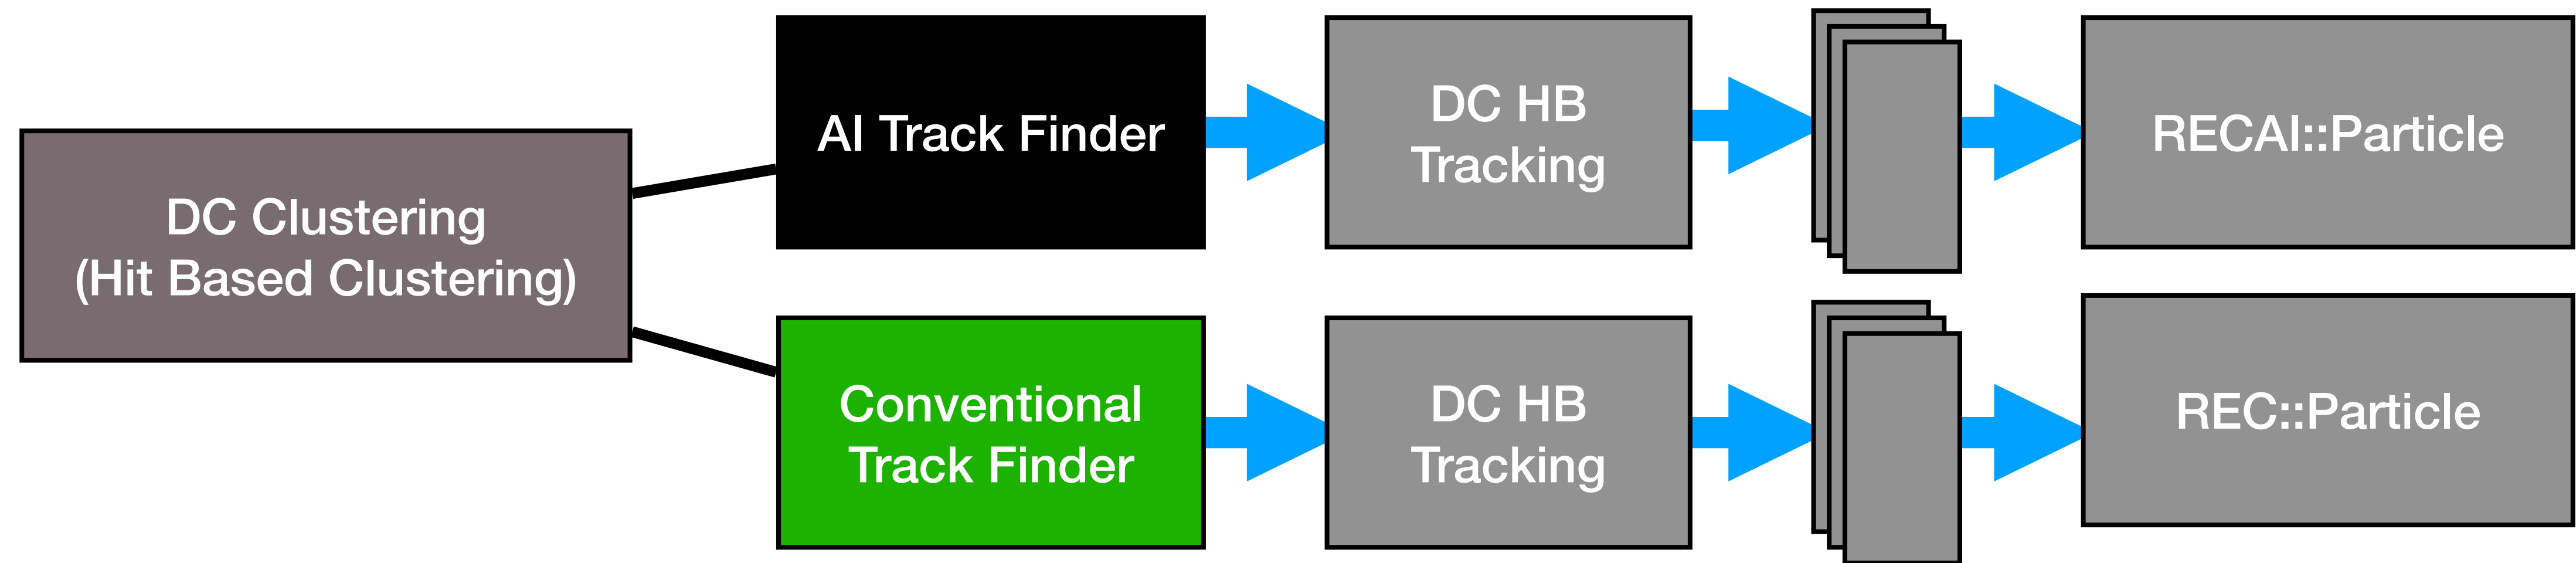 DC Clustering
(Hit Based Clustering)
AI Track Finder
DC HB
Tracking
RECAI::Particle
Conventional
Track Finder
DC HB
Tracking
REC::Particle